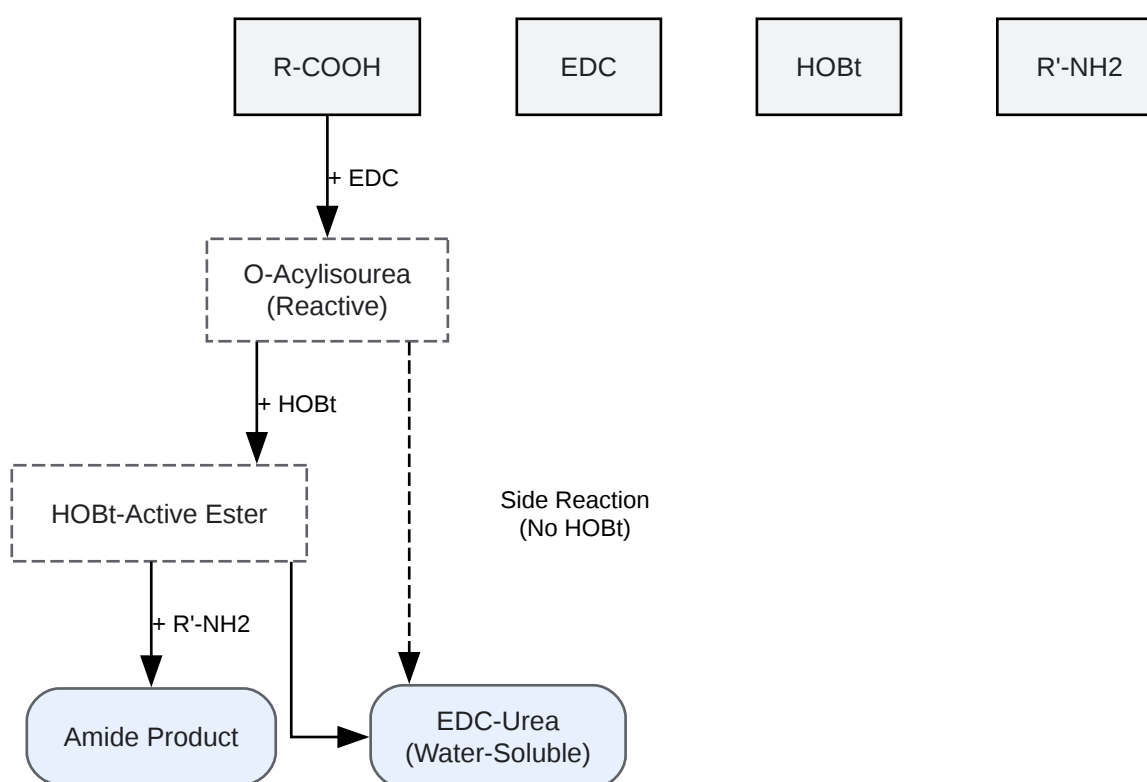 R-COOH
EDC
HOBt
R'-NH2
+ EDC
O-Acylisourea
(Reactive)
+ HOBt
HOBt-Active Ester
Side Reaction
(No HOBt)
+ R'-NH2
Amide Product
EDC-Urea
(Water-Soluble)